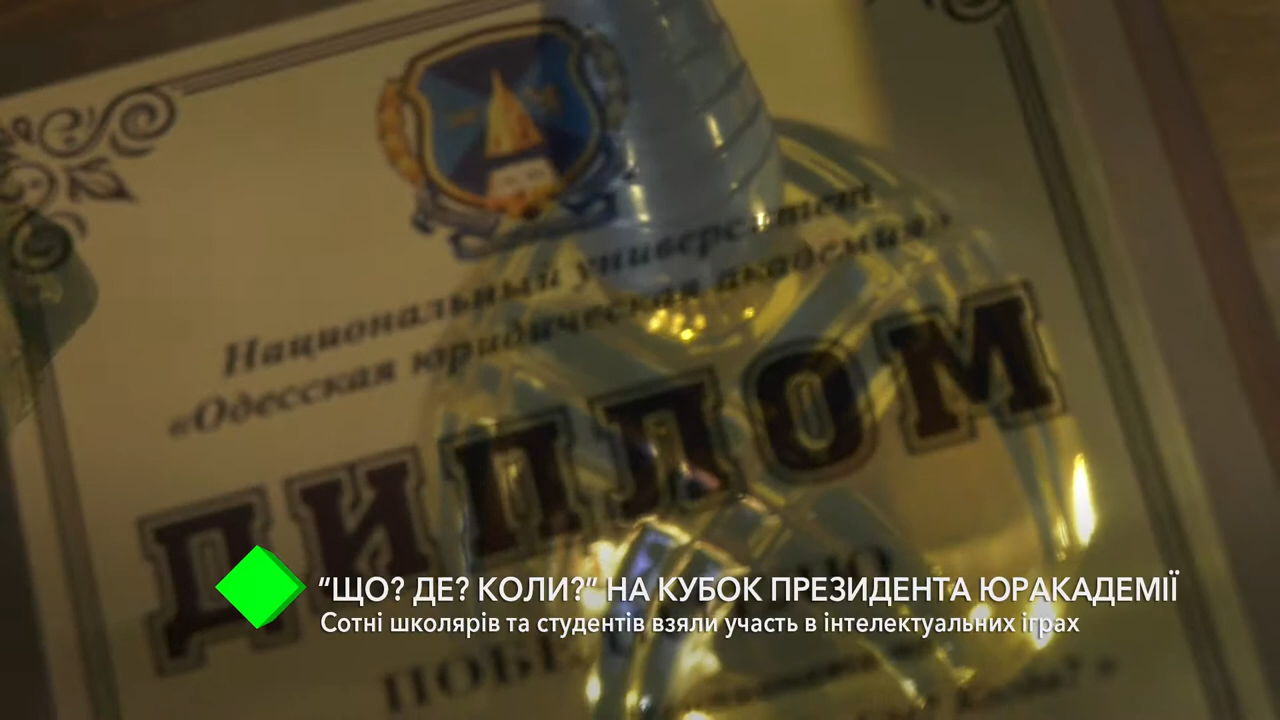 Национальный университет
«Одесская юридическая академия»
ДИПЛОМ
"ЩО? ДЕ? КОЛИ?" НА КУБОК ПРЕЗИДЕНТА ЮРАКАДЕМІЇ
Сотні школярів та студентів взяли участь в інтелектуальних іграх